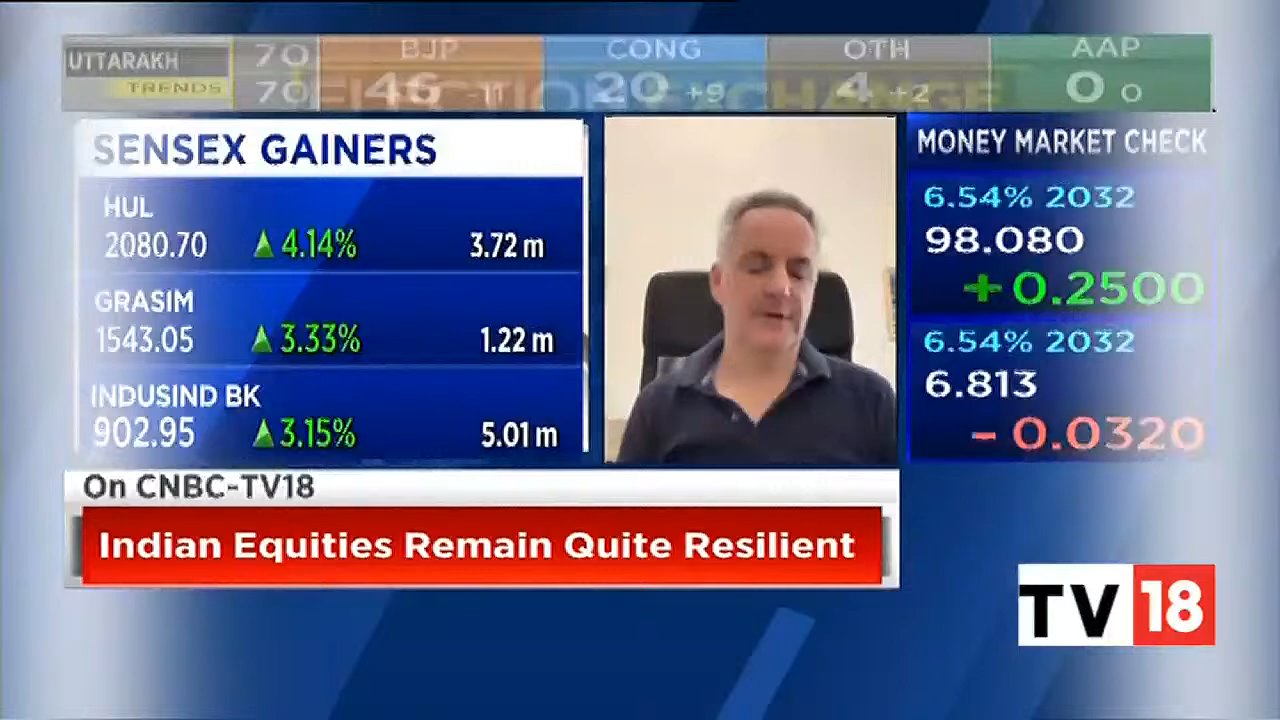 UTTARAKH
TRENDS
70
70
BJP
46 -11
CONG
20 +9
OTH
4 +2
AAP
0 0
SENSEX GAINERS
HUL
2080.70 4.14% 3.72 m
GRASIM
1543.05 3.33% 1.22 m
INDUSIND BK
902.95 3.15% 5.01 m
MONEY MARKET CHECK
6.54% 2032
98.080
+0.2500
6.54% 2032
6.813
-0.0320
On CNBC-TV18
Indian Equities Remain Quite Resilient
TV18